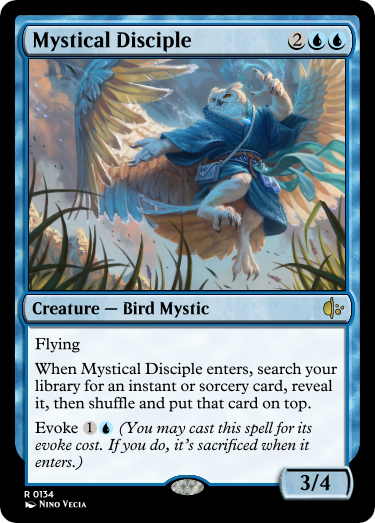 Mystical Disciple 2
Creature — Bird Mystic
Flying
When Mystical Disciple enters, search your
library for an instant or sorcery card, reveal
it, then shuffle and put that card on top.
Evoke 1 (You may cast this spell for its
evoke cost. If you do, it's sacrificed when it
enters.)
3/4
R 0134
Nino Vecia